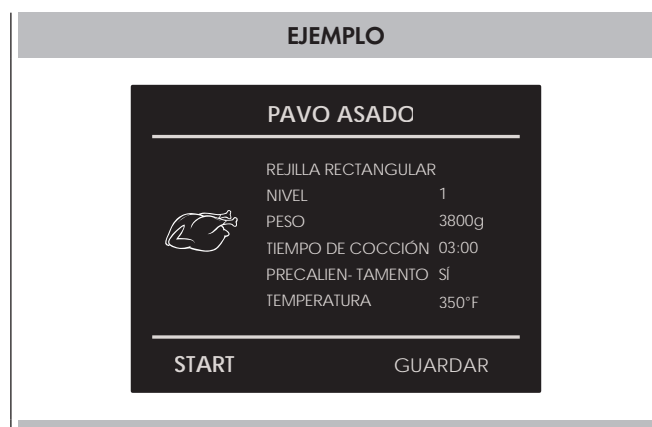 EJEMPLO
PAVO ASADO
REJILLA RECTANGULAR
NIVEL 1
PESO 3800g
TIEMPO DE COCCIÓN 03:00
PRECALIEN- TAMENTO SÍ
TEMPERATURA 350°F
START GUARDAR